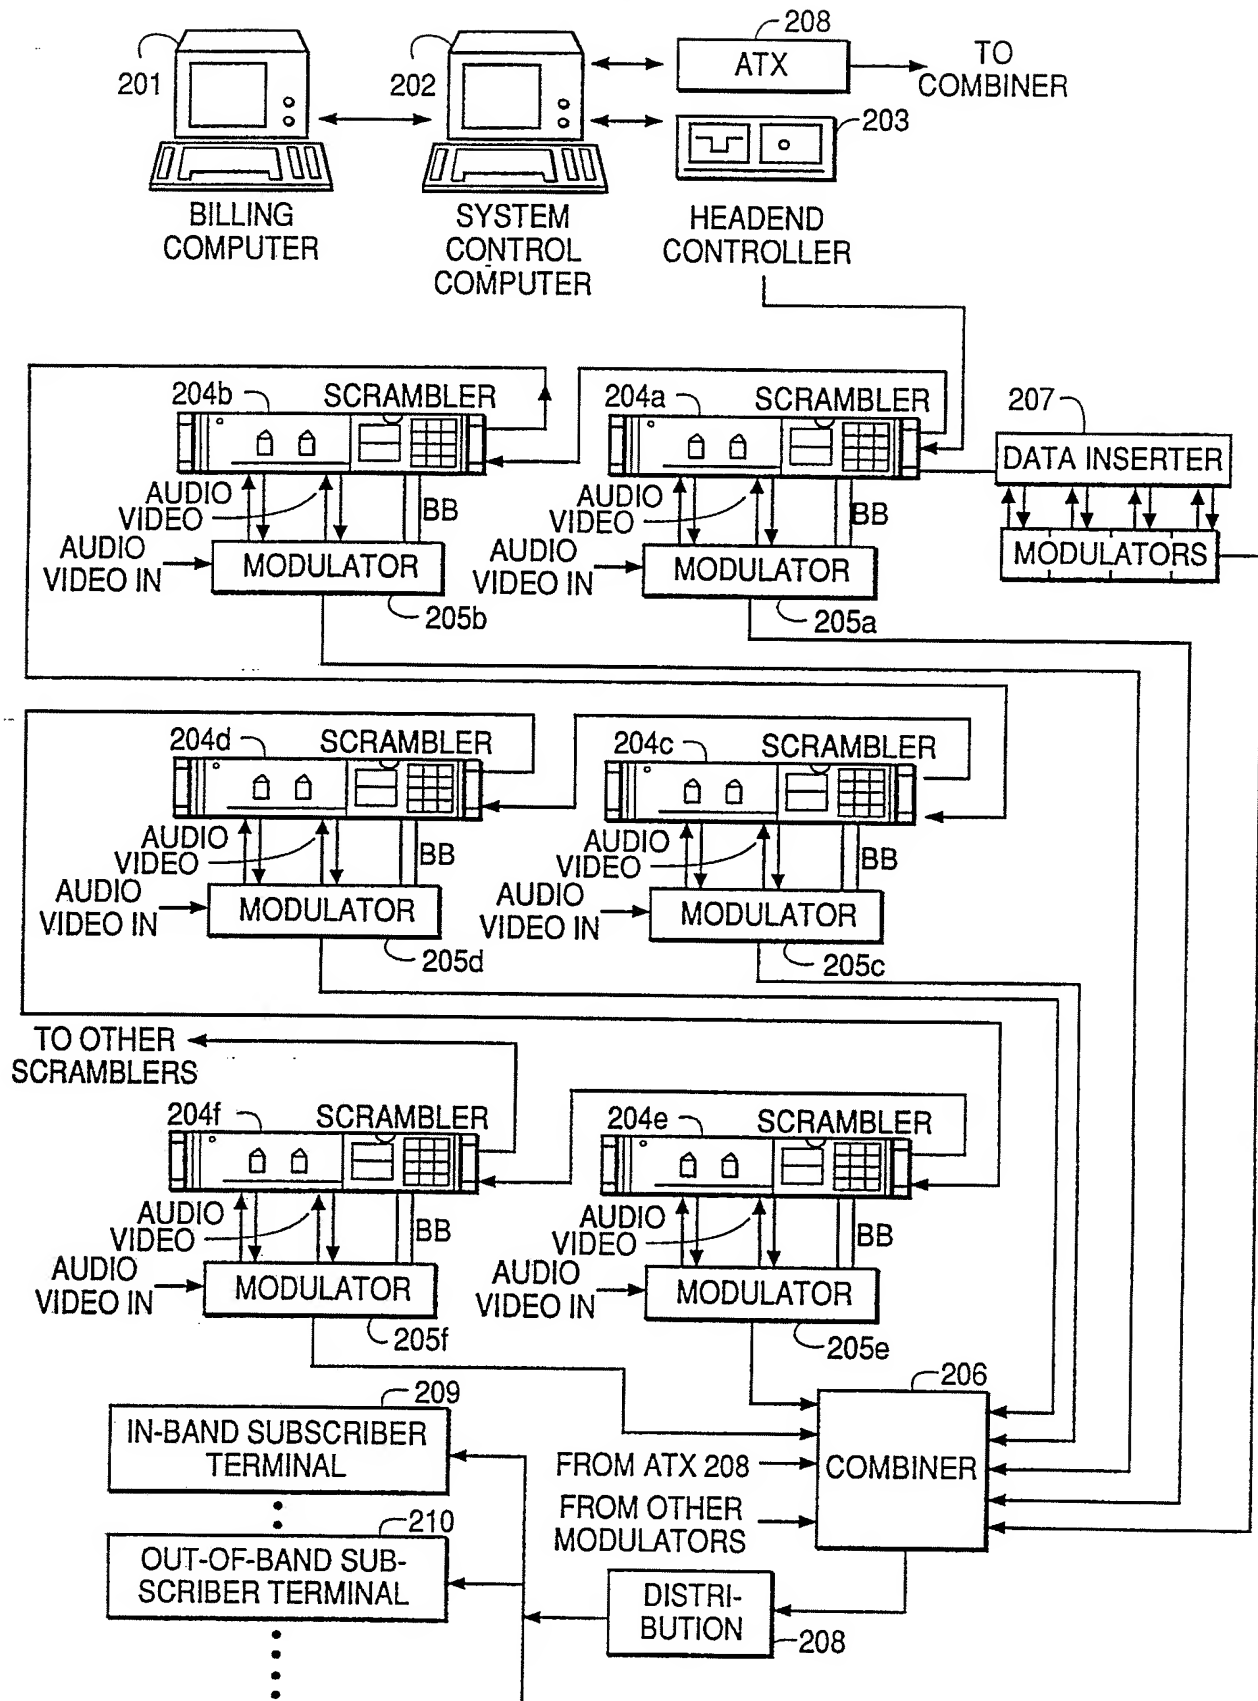 208
ATX
TO
COMBINER
201
202
203
BILLING
COMPUTER
SYSTEM
CONTROL
COMPUTER
HEADEND
CONTROLLER
204b
SCRAMBLER
204a
SCRAMBLER
207
DATA INSERTER
AUDIO
VIDEO
BB
AUDIO
VIDEO
BB
AUDIO
VIDEO IN
MODULATOR
AUDIO
VIDEO IN
MODULATOR
MODULATORS
205b
205a
204d
SCRAMBLER
204c
SCRAMBLER
AUDIO
VIDEO
BB
AUDIO
VIDEO
BB
AUDIO
VIDEO IN
MODULATOR
AUDIO
VIDEO IN
MODULATOR
205d
205c
TO OTHER
SCRAMBLERS
204f
SCRAMBLER
204e
SCRAMBLER
AUDIO
VIDEO
BB
AUDIO
VIDEO
BB
AUDIO
VIDEO IN
MODULATOR
AUDIO
VIDEO IN
MODULATOR
205f
205e
209
IN-BAND SUBSCRIBER
TERMINAL
206
COMBINER
FROM ATX 208
FROM OTHER
MODULATORS
210
OUT-OF-BAND SUB-
SCRIBER TERMINAL
DISTRI-
BUTION
208